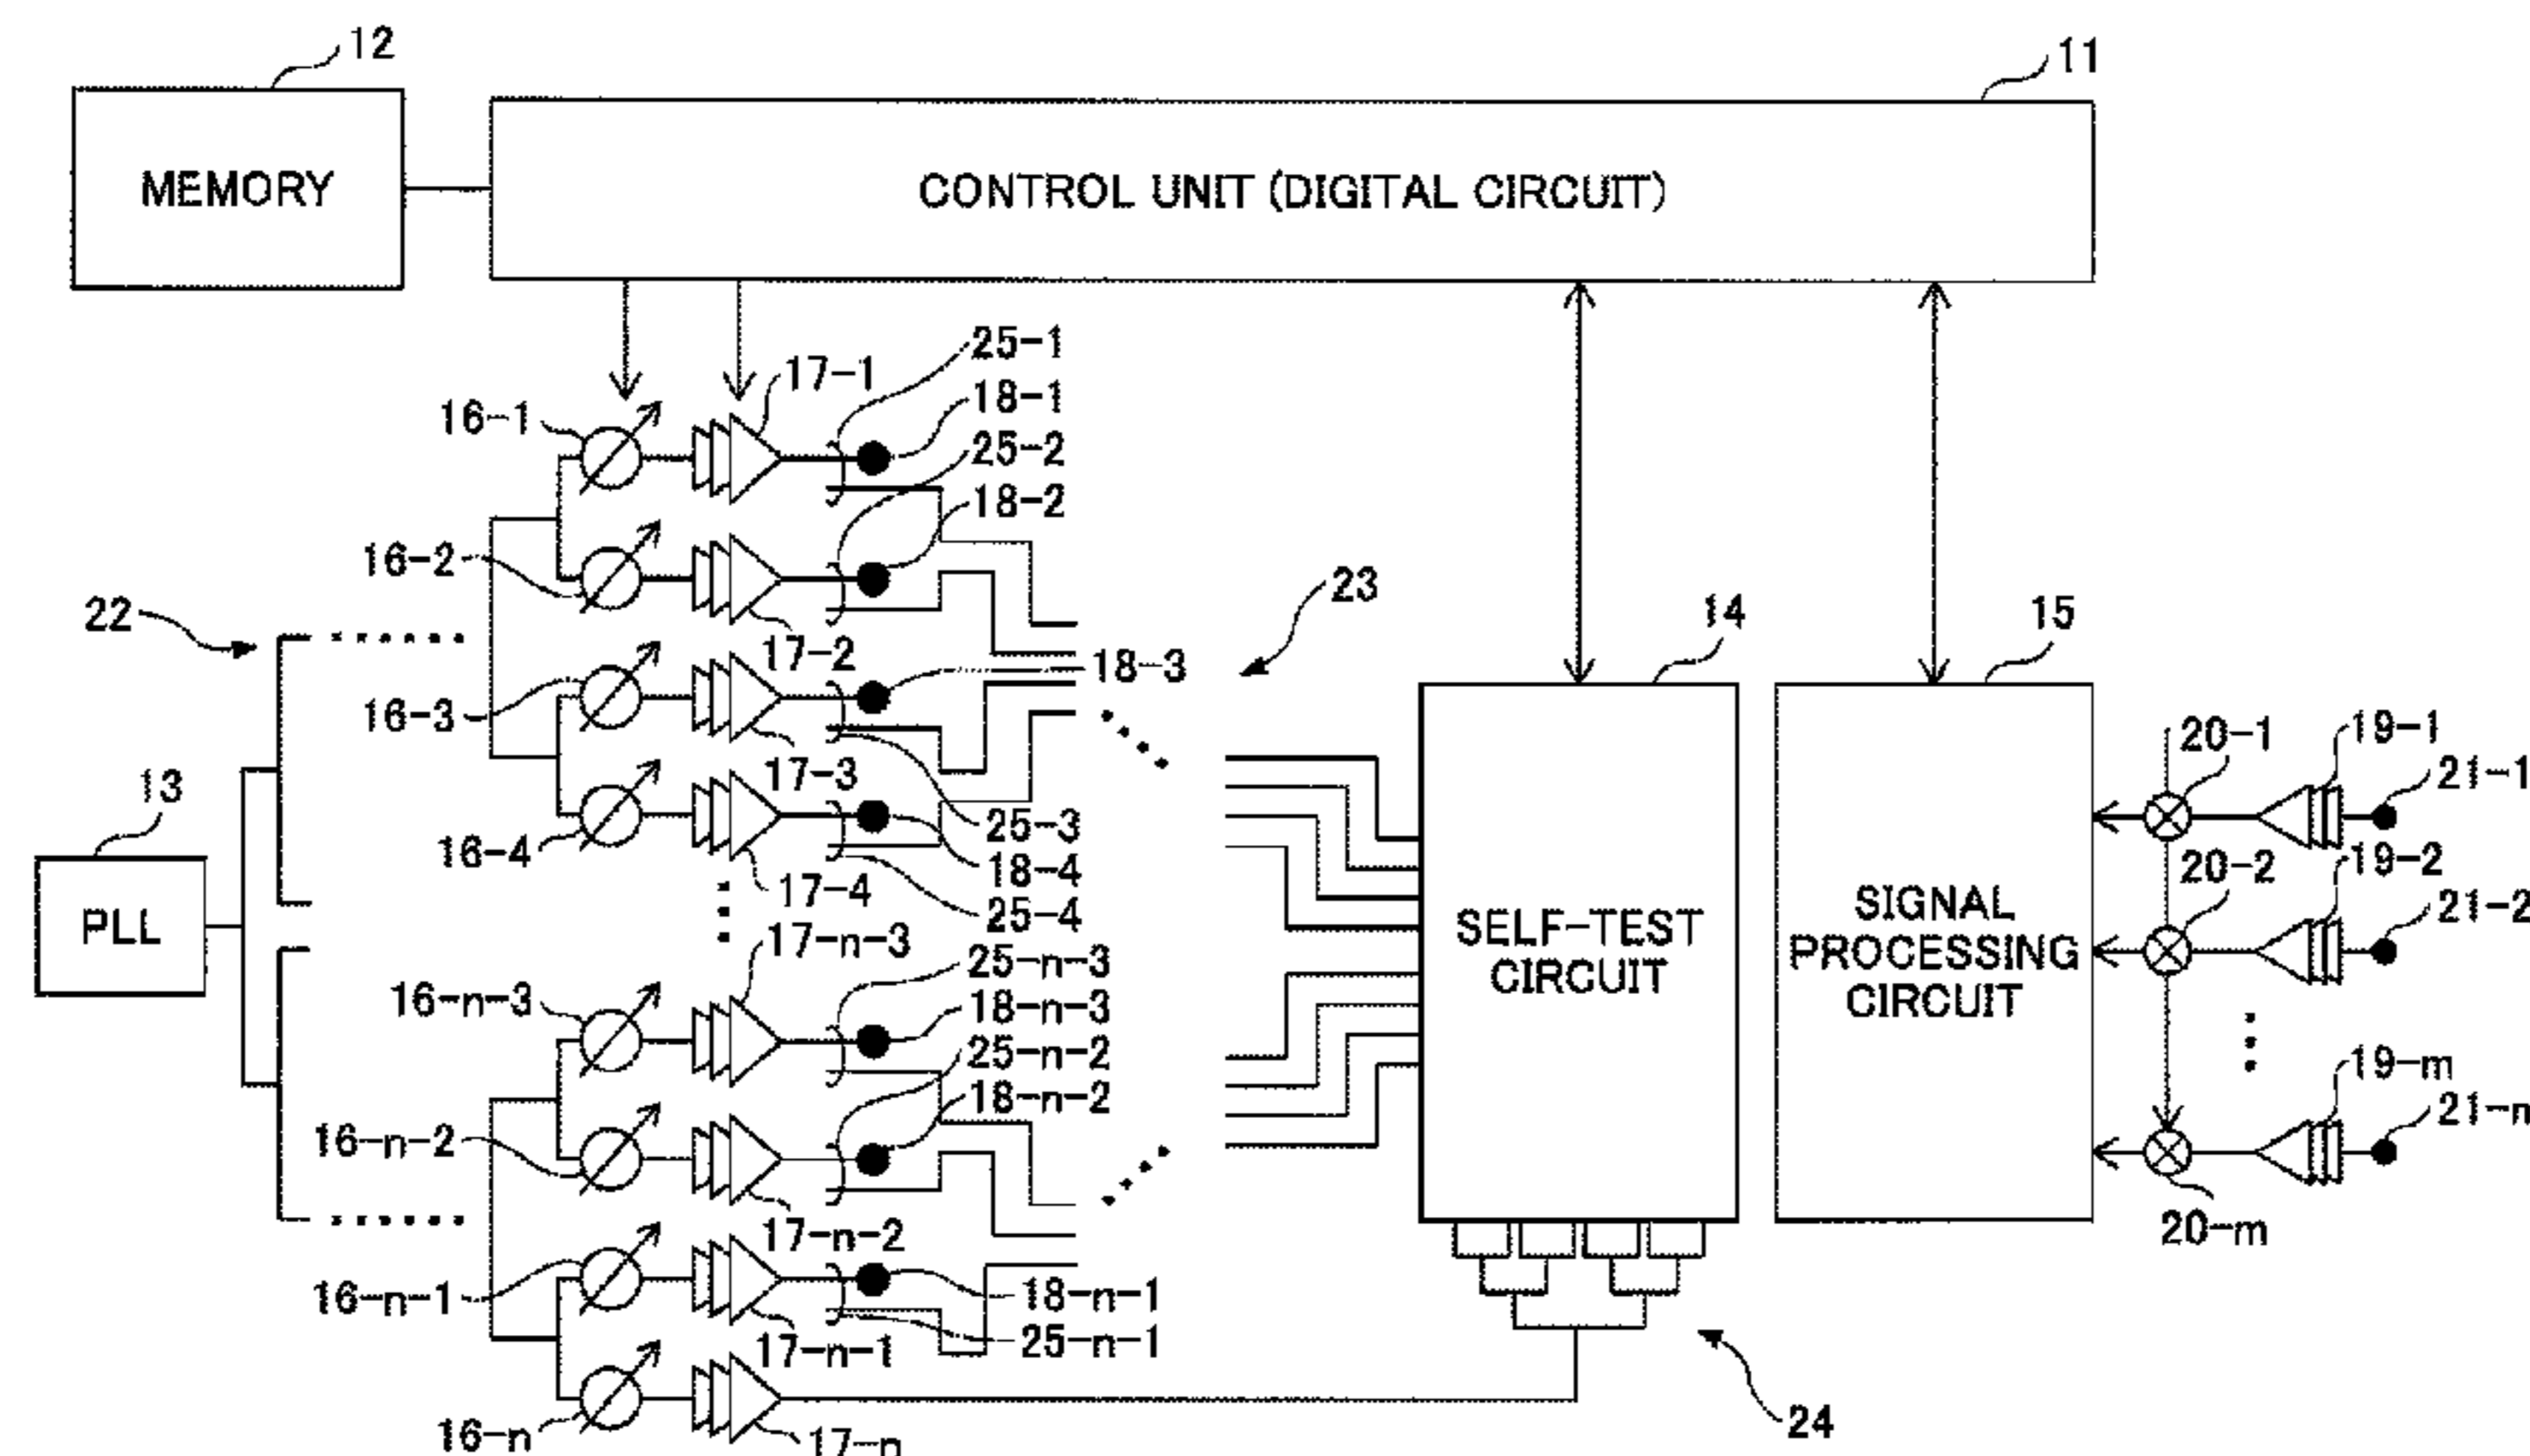 12
11
MEMORY
CONTROL UNIT (DIGITAL CIRCUIT)
25-1
17-1
18-1
16-1
25-2
18-2
16-2
23
22
14
15
17-2
18-3
16-3
20-1
19-1
17-3
21-1
13
25-3
16-4
18-4
20-2
19-2
17-4
25-4
PLL
SELF-TEST
CIRCUIT
SIGNAL
PROCESSING
CIRCUIT
21-2
17-n-3
25-n-3
16-n-3
18-n-3
25-n-2
19-m
18-n-2
21-n
16-n-2
17-n-2
20-m
16-n-1
18-n-1
17-n-1
25-n-1
24
16-n
17-n